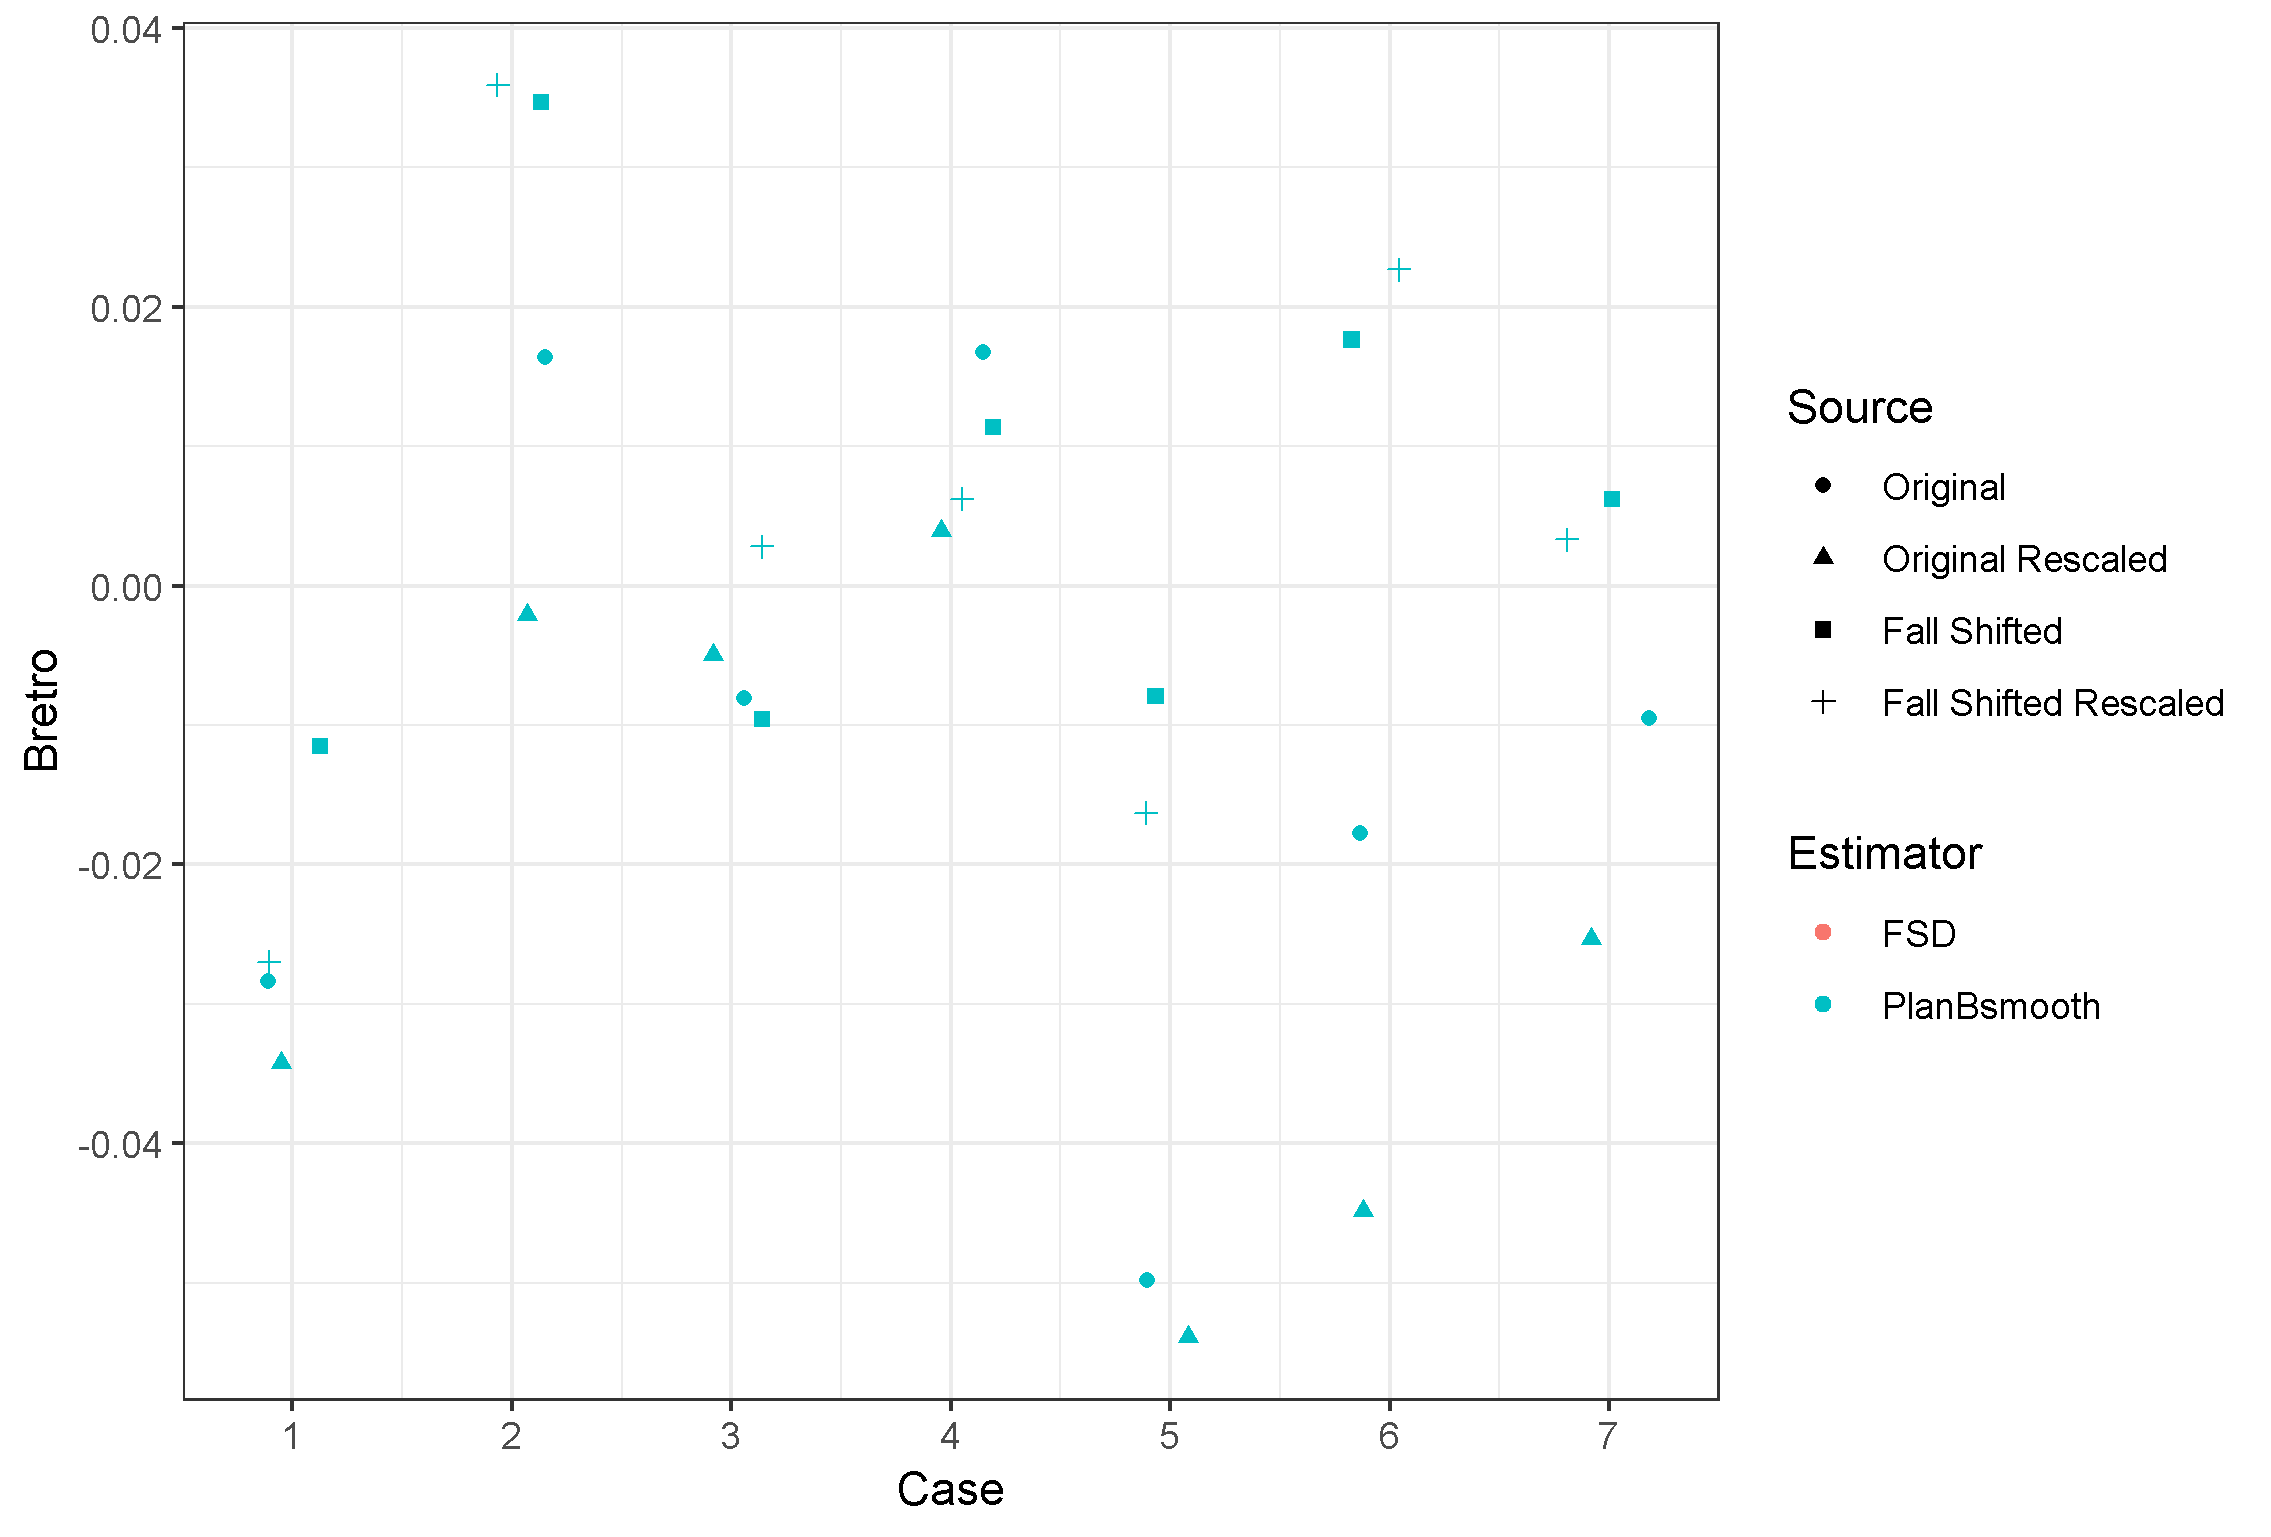 0.04
0.02
0.00
-0.02
-0.04
Bretro
1 2 3 4 5 6 7
Case
Source
Original
Original Rescaled
Fall Shifted
Fall Shifted Rescaled
Estimator
FSD
PlanBsmooth